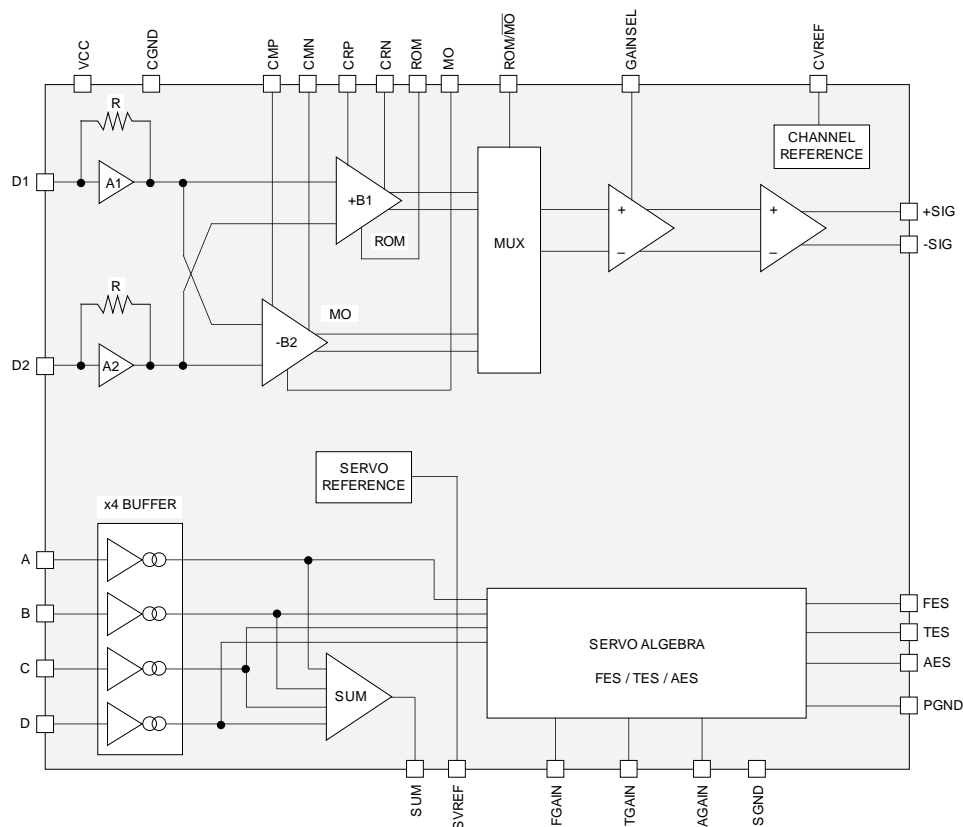 VCC
CGND
CMP
CMN
CRP
CRN
ROM
MO
ROM/M̅O̅
GAINSEL
CVREF
R
CHANNEL
REFERENCE
D1
A1
+B1
+
–
+
–
+SIG
-SIG
ROM
MUX
R
MO
D2
A2
-B2
SERVO
REFERENCE
x4 BUFFER
A
B
C
D
SUM
SERVO ALGEBRA
FES / TES / AES
FES
TES
AES
PGND
SUM
SVREF
FGAIN
TGAIN
AGAIN
SGND